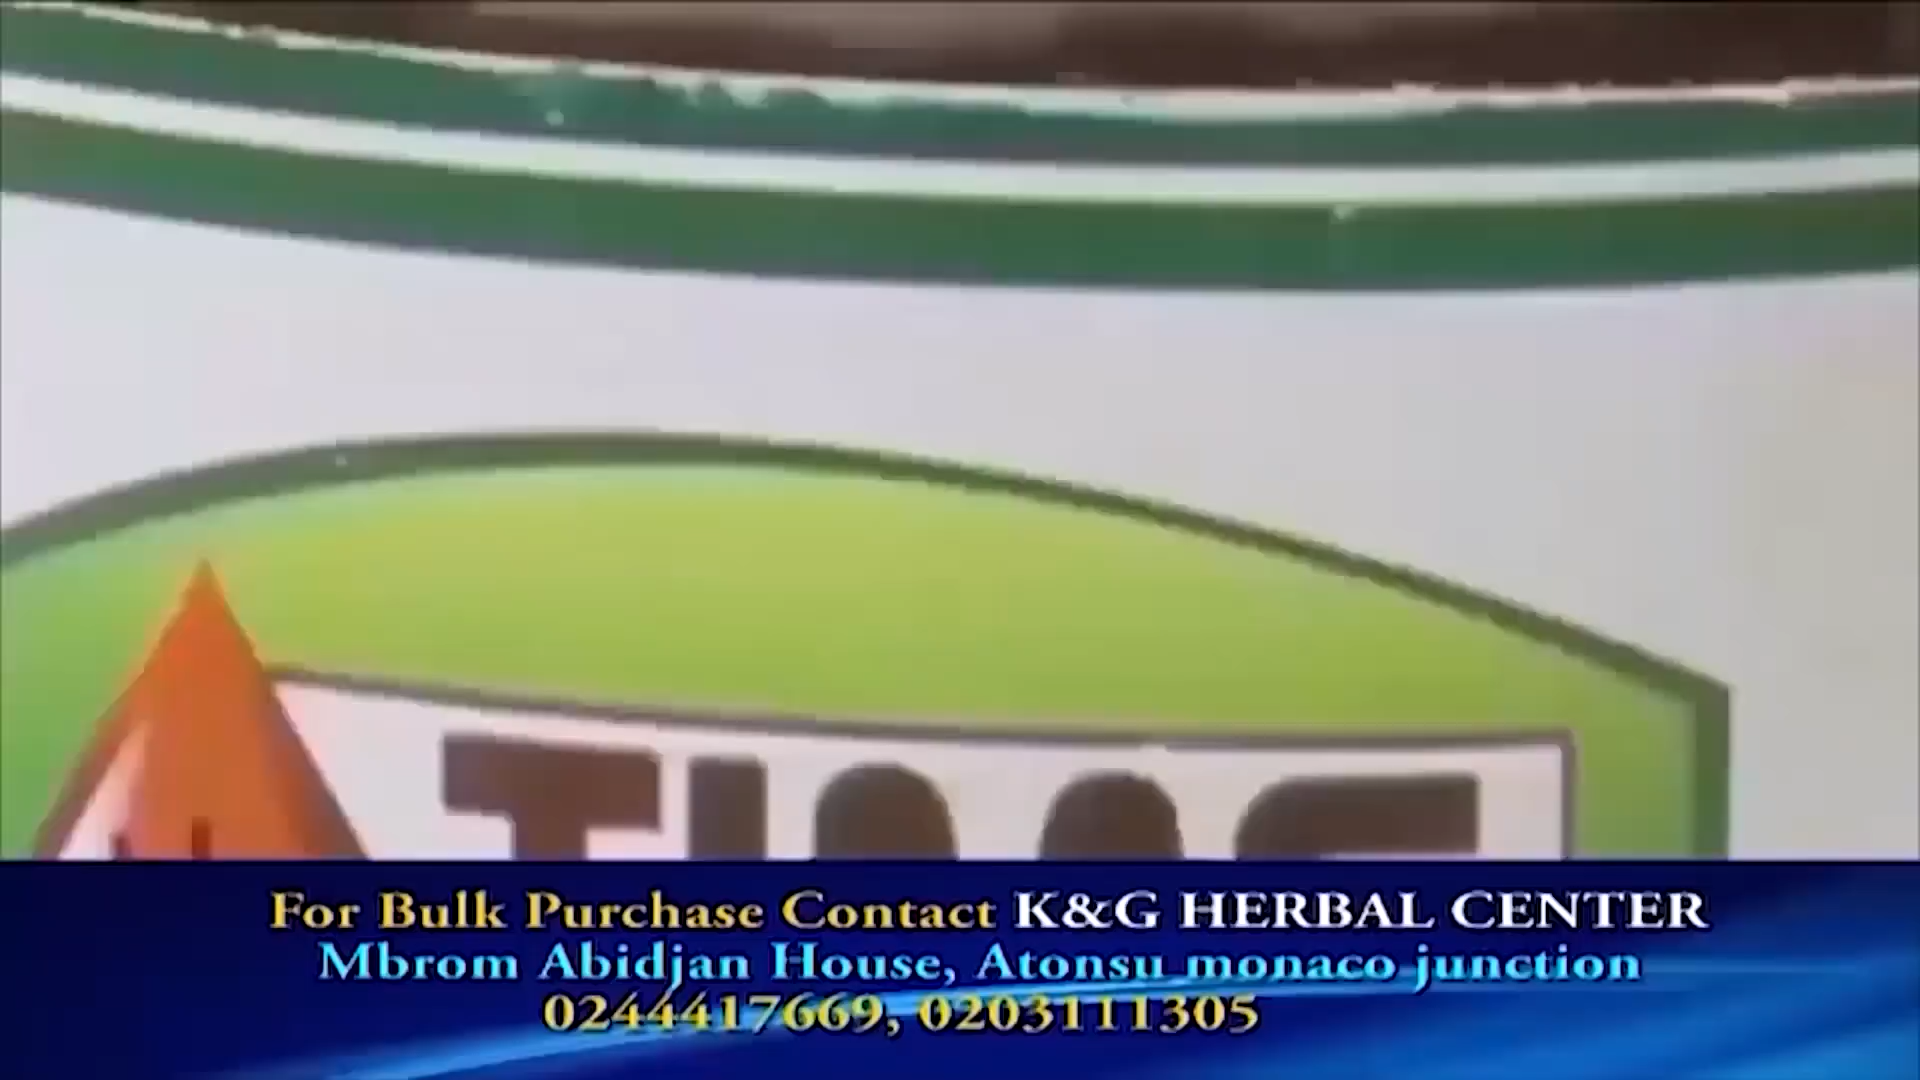 For Bulk Purchase Contact K&G HERBAL CENTER
Mbrom Abidjan House, Atonsu monaco junction
0244417669, 0203111305